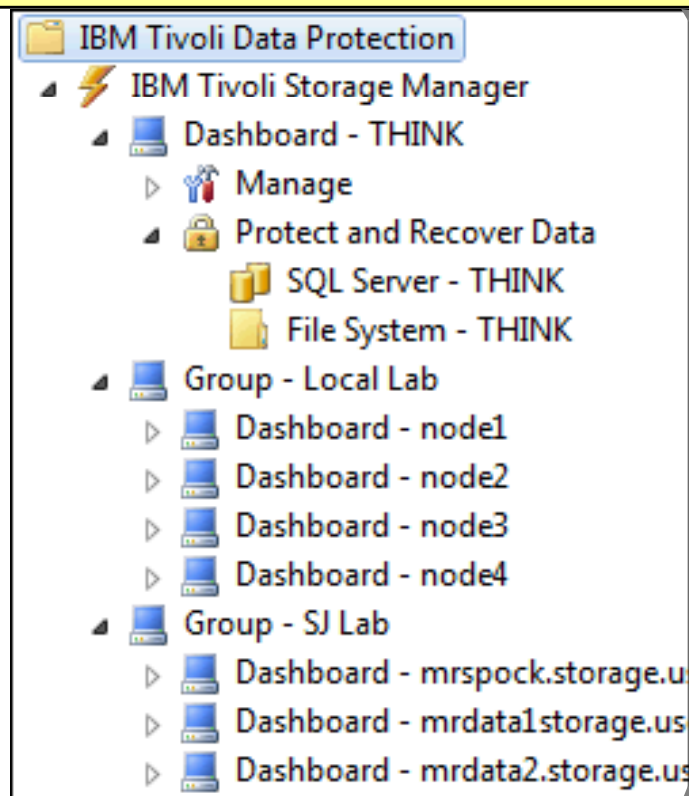 IBM Tivoli Data Protection
IBM Tivoli Storage Manager
Dashboard - THINK
Manage
Protect and Recover Data
SQL Server - THINK
File System - THINK
Group - Local Lab
Dashboard - node1
Dashboard - node2
Dashboard - node3
Dashboard - node4
Group - SJ Lab
Dashboard - mrspock.storage.u
Dashboard - mrdata1storage.us
Dashboard - mrdata2.storage.us